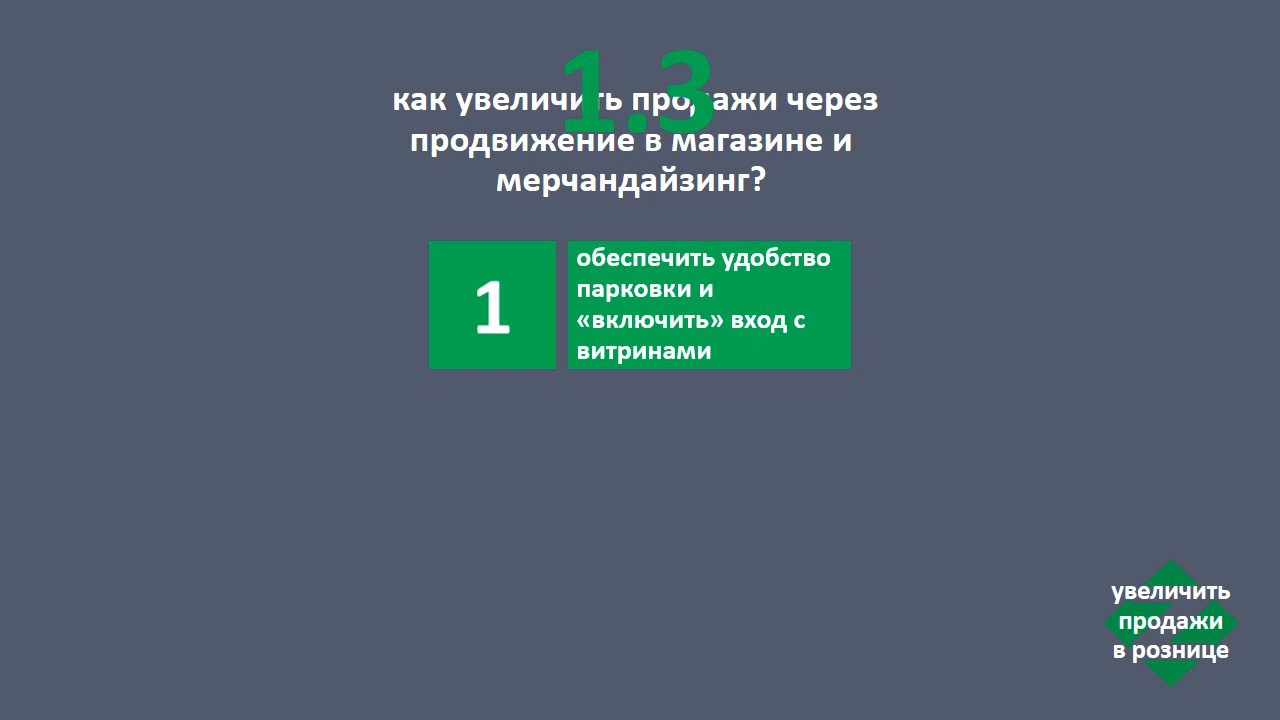 1.3
как увеличить продажи через
продвижение в магазине и
мерчандайзинг?
1
обеспечить удобство
парковки и
«включить» вход с
витринами
увеличить
продажи
в рознице